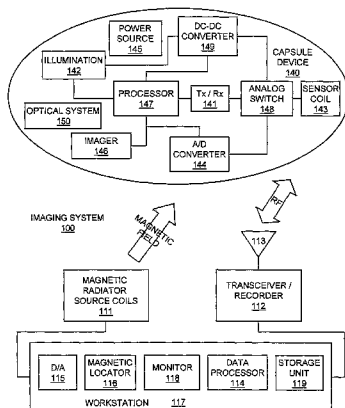 POWER
SOURCE
145
DC-DC
CONVERTER
149
CAPSULE
DEVICE
140
ILLUMINATION
142
PROCESSOR
147
Tx / Rx
141
ANALOG
SWITCH
148
SENSOR
COIL
143
OPTICAL SYSTEM
150
IMAGER
146
A/D
CONVERTER
144
IMAGING SYSTEM
100
MAGNETIC
FIELD
RF
113
MAGNETIC
RADIATOR
SOURCE COILS
111
TRANSCEIVER /
RECORDER
112
D/A
115
MAGNETIC
LOCATOR
116
MONITOR
118
DATA
PROCESSOR
114
STORAGE
UNIT
119
WORKSTATION 117